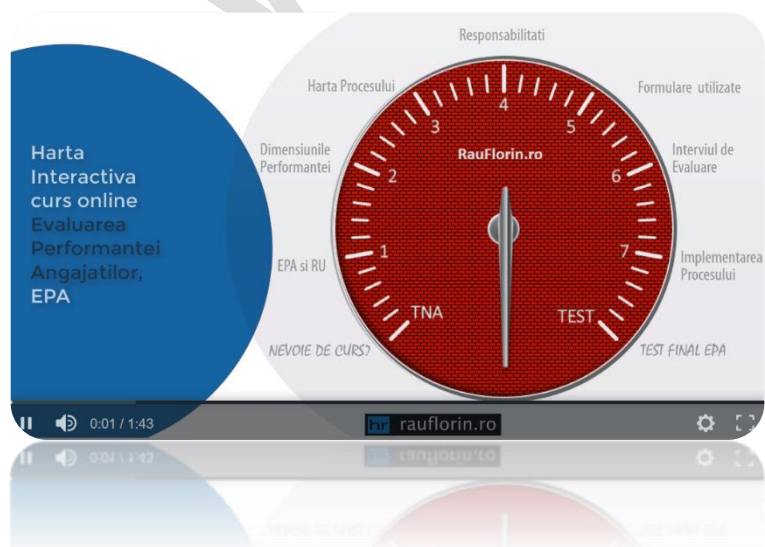 Harta
Interactiva
curs online
Evaluarea
Performantei
Angajatilor,
EPA
Responsabilitati
Harta Procesului
Formulare utilizate
Dimensiunile
Performantei
Interviul de
Evaluare
EPA si RU
Implementarea
Procesului
NEVOIE DE CURS?
TEST FINAL EPA
RauFlorin.ro
TNA
1
2
3
4
5
6
7
TEST
0:01 / 1:43
hr rauflorin.ro